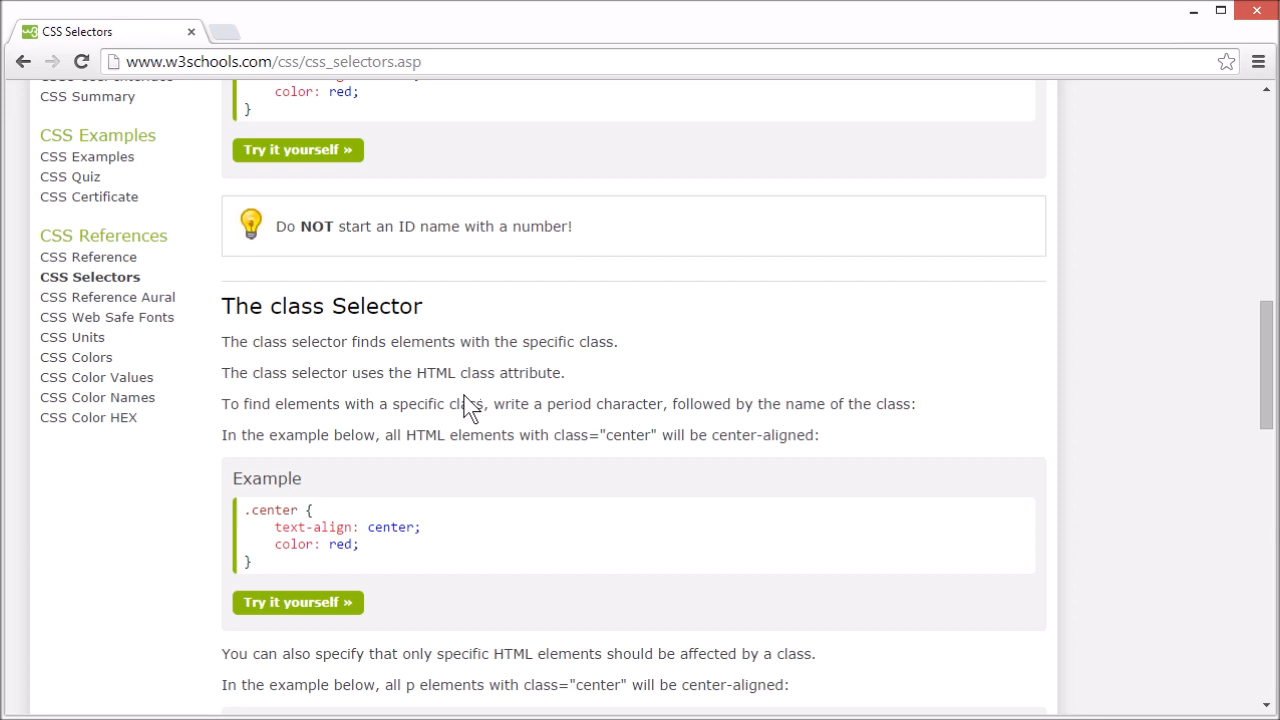 CSS Selectors
www.w3schools.com/css/css_selectors.asp
CSS Summary
CSS Examples
CSS Examples
CSS Quiz
CSS Certificate
CSS References
CSS Reference
CSS Selectors
CSS Reference Aural
CSS Web Safe Fonts
CSS Units
CSS Colors
CSS Color Values
CSS Color Names
CSS Color HEX
color: red;
}
Try it yourself »
Do NOT start an ID name with a number!
The class Selector
The class selector finds elements with the specific class.
The class selector uses the HTML class attribute.
To find elements with a specific class, write a period character, followed by the name of the class:
In the example below, all HTML elements with class="center" will be center-aligned:
Example
.center {
text-align: center;
color: red;
}
Try it yourself »
You can also specify that only specific HTML elements should be affected by a class.
In the example below, all p elements with class="center" will be center-aligned: